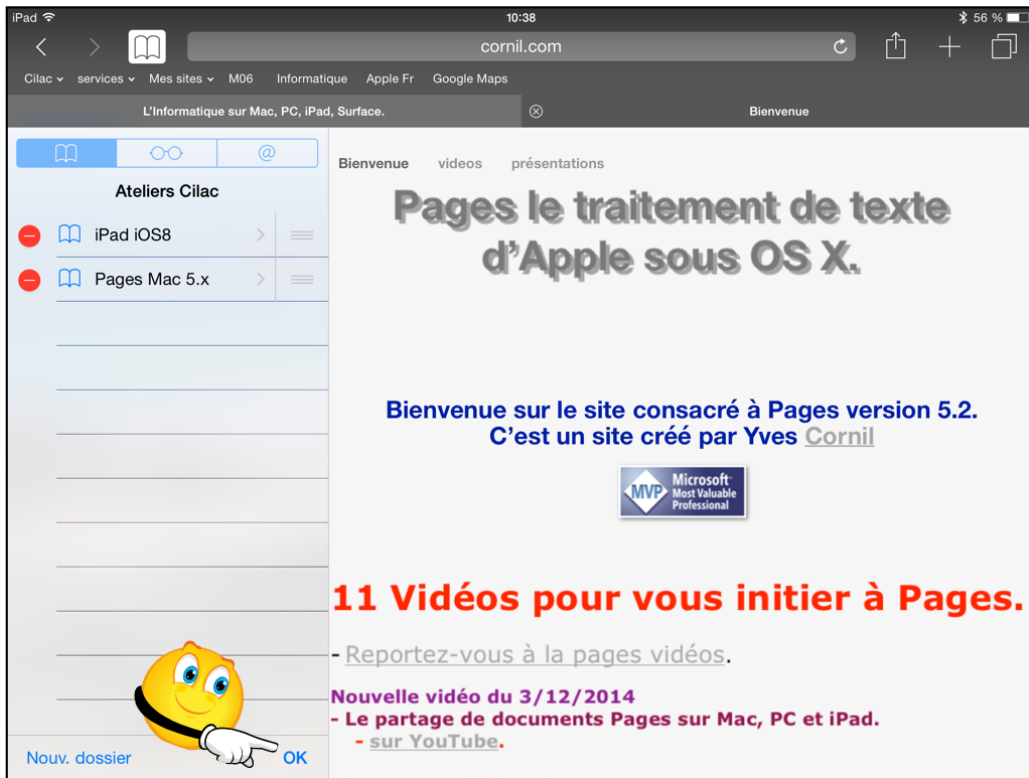 iPad 10:38 56 %
cornil.com
Cilac services Mes sites M06 Informatique Apple Fr Google Maps
L'Informatique sur Mac, PC, iPad, Surface. Bienvenue
@
Ateliers Cilac
iPad iOS8
Pages Mac 5.x
Nouv. dossier OK
Bienvenue videos présentations
Pages le traitement de texte
d'Apple sous OS X.
Bienvenue sur le site consacré à Pages version 5.2.
C'est un site créé par Yves Cornil
MVP Microsoft
Most Valuable
Professional
11 Vidéos pour vous initier à Pages.
- Reportez-vous à la pages vidéos.
Nouvelle vidéo du 3/12/2014
- Le partage de documents Pages sur Mac, PC et iPad.
- sur YouTube.